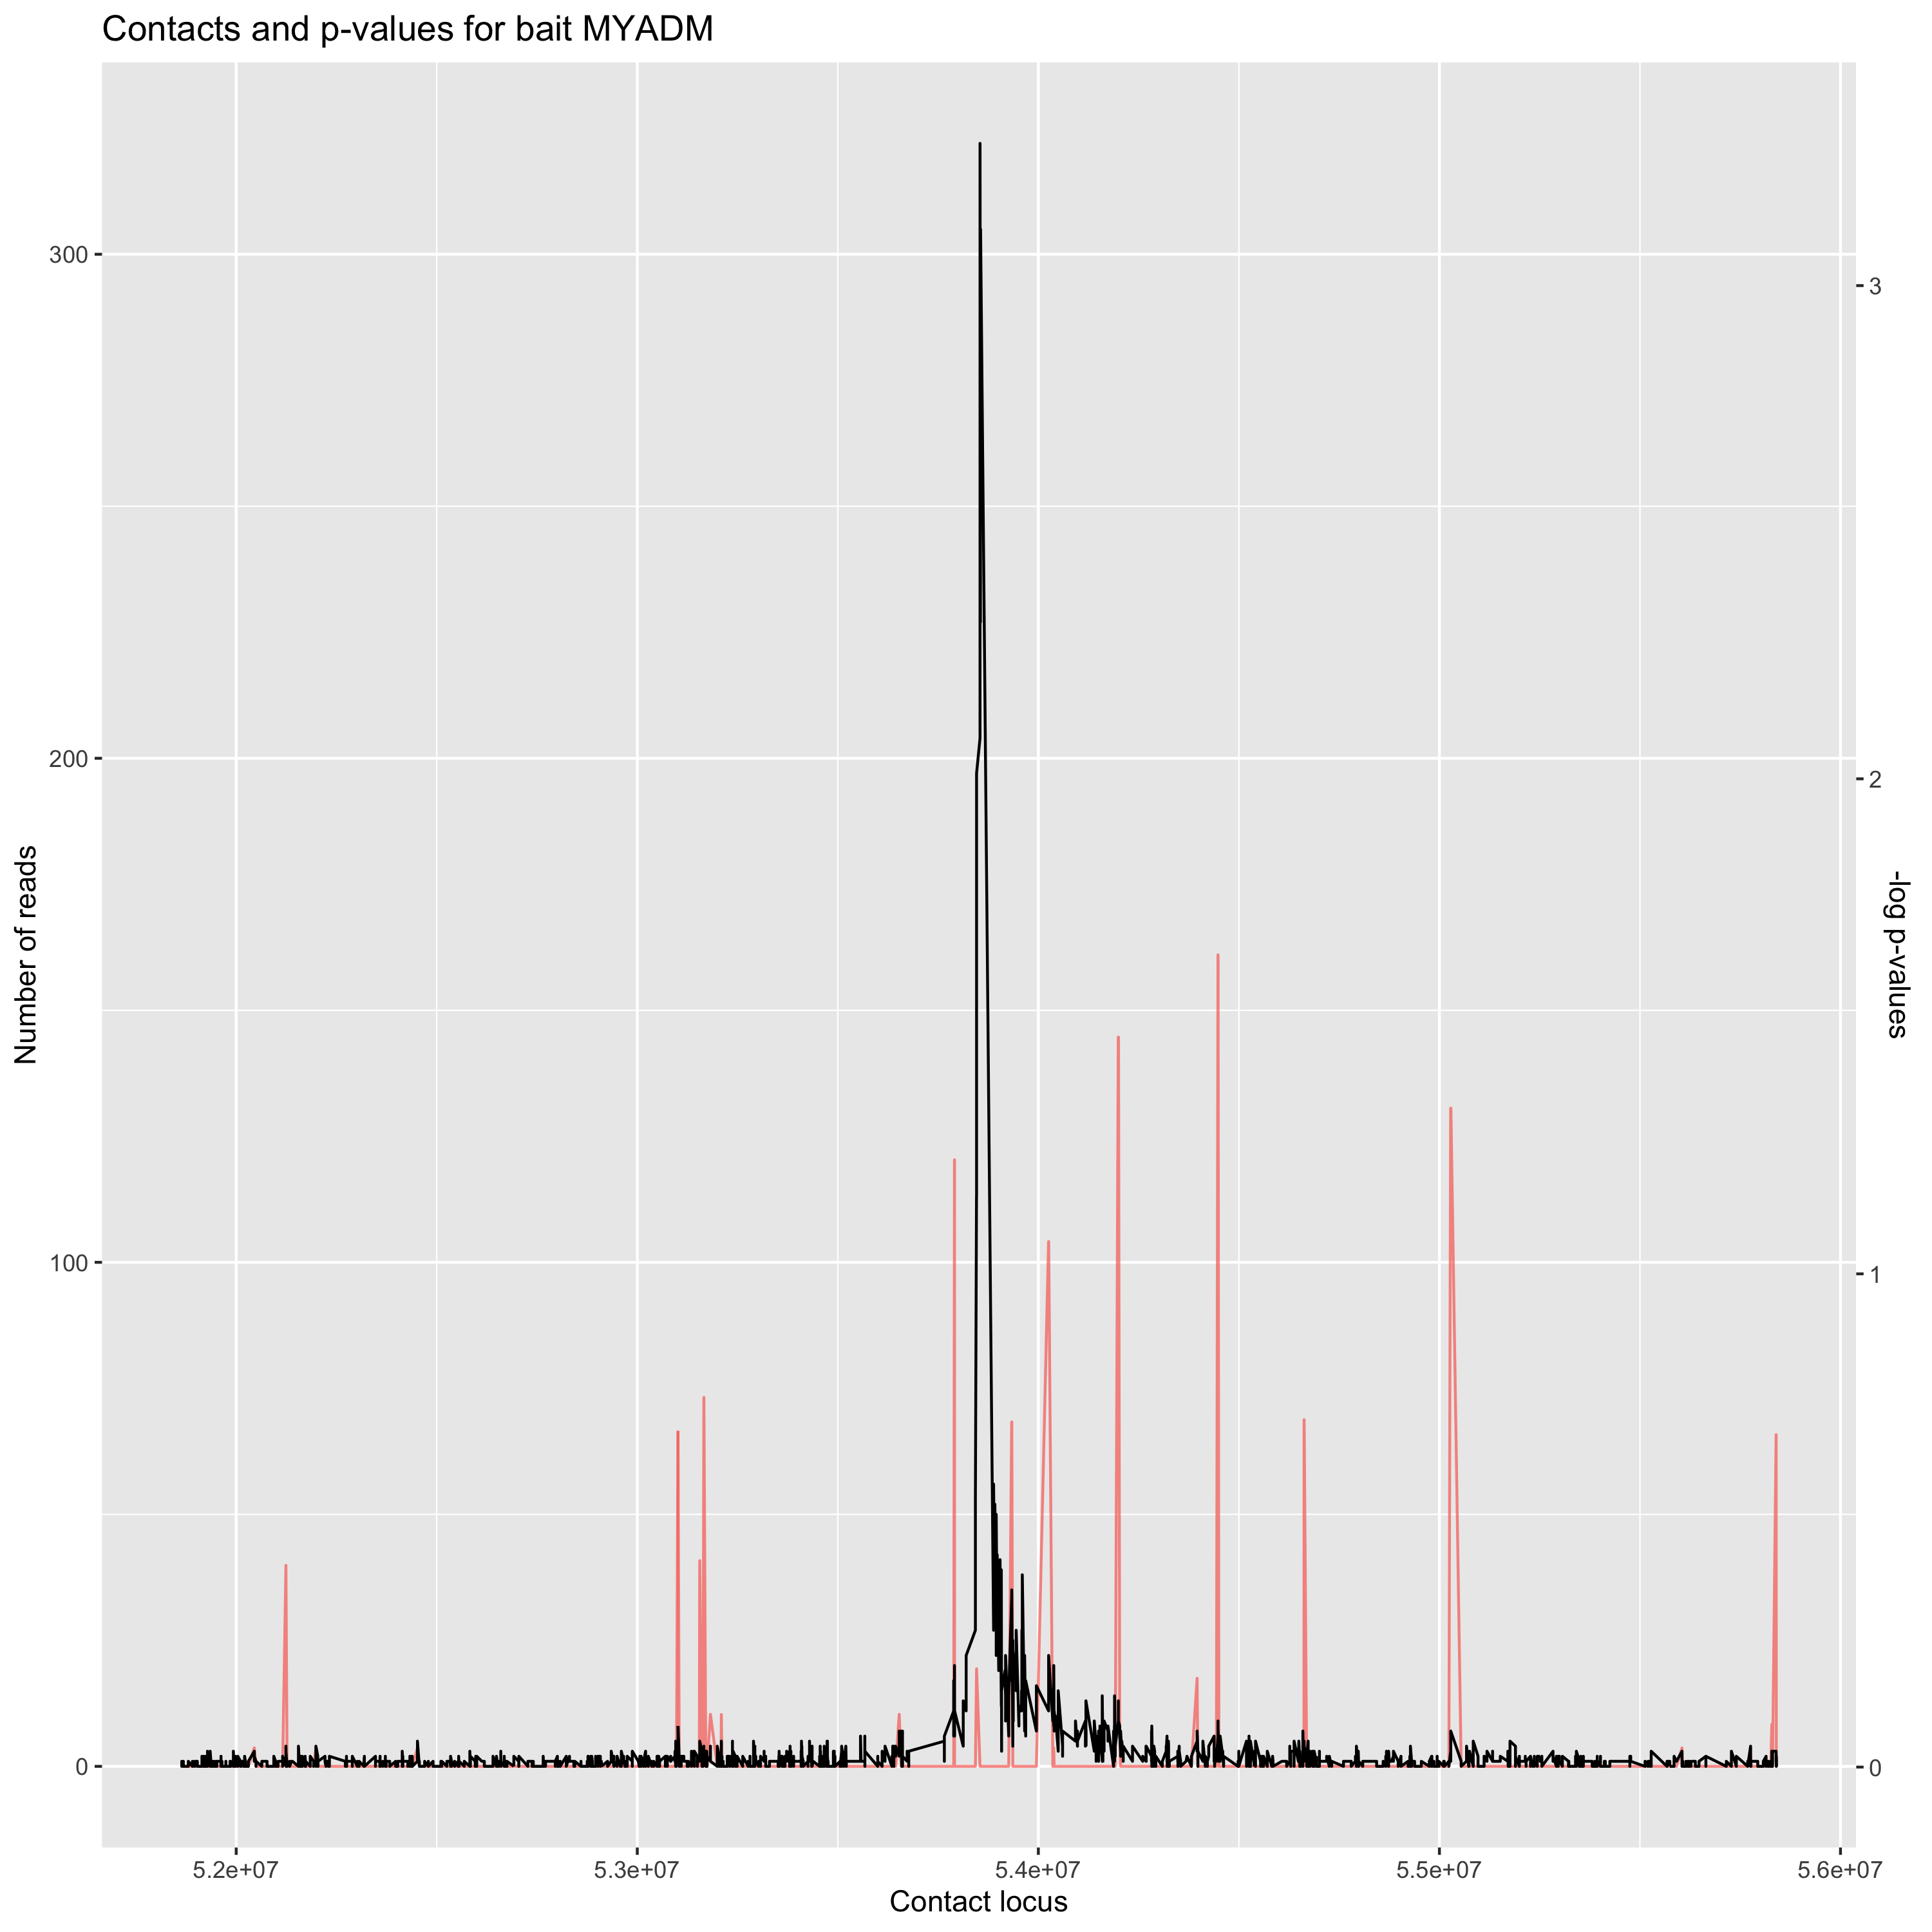 Contacts and p-values for bait MYADM
300
200
100
0
Number of reads
3
2
1
0
-log p-values
5.2e+07 5.3e+07 5.4e+07 5.5e+07 5.6e+07
Contact locus